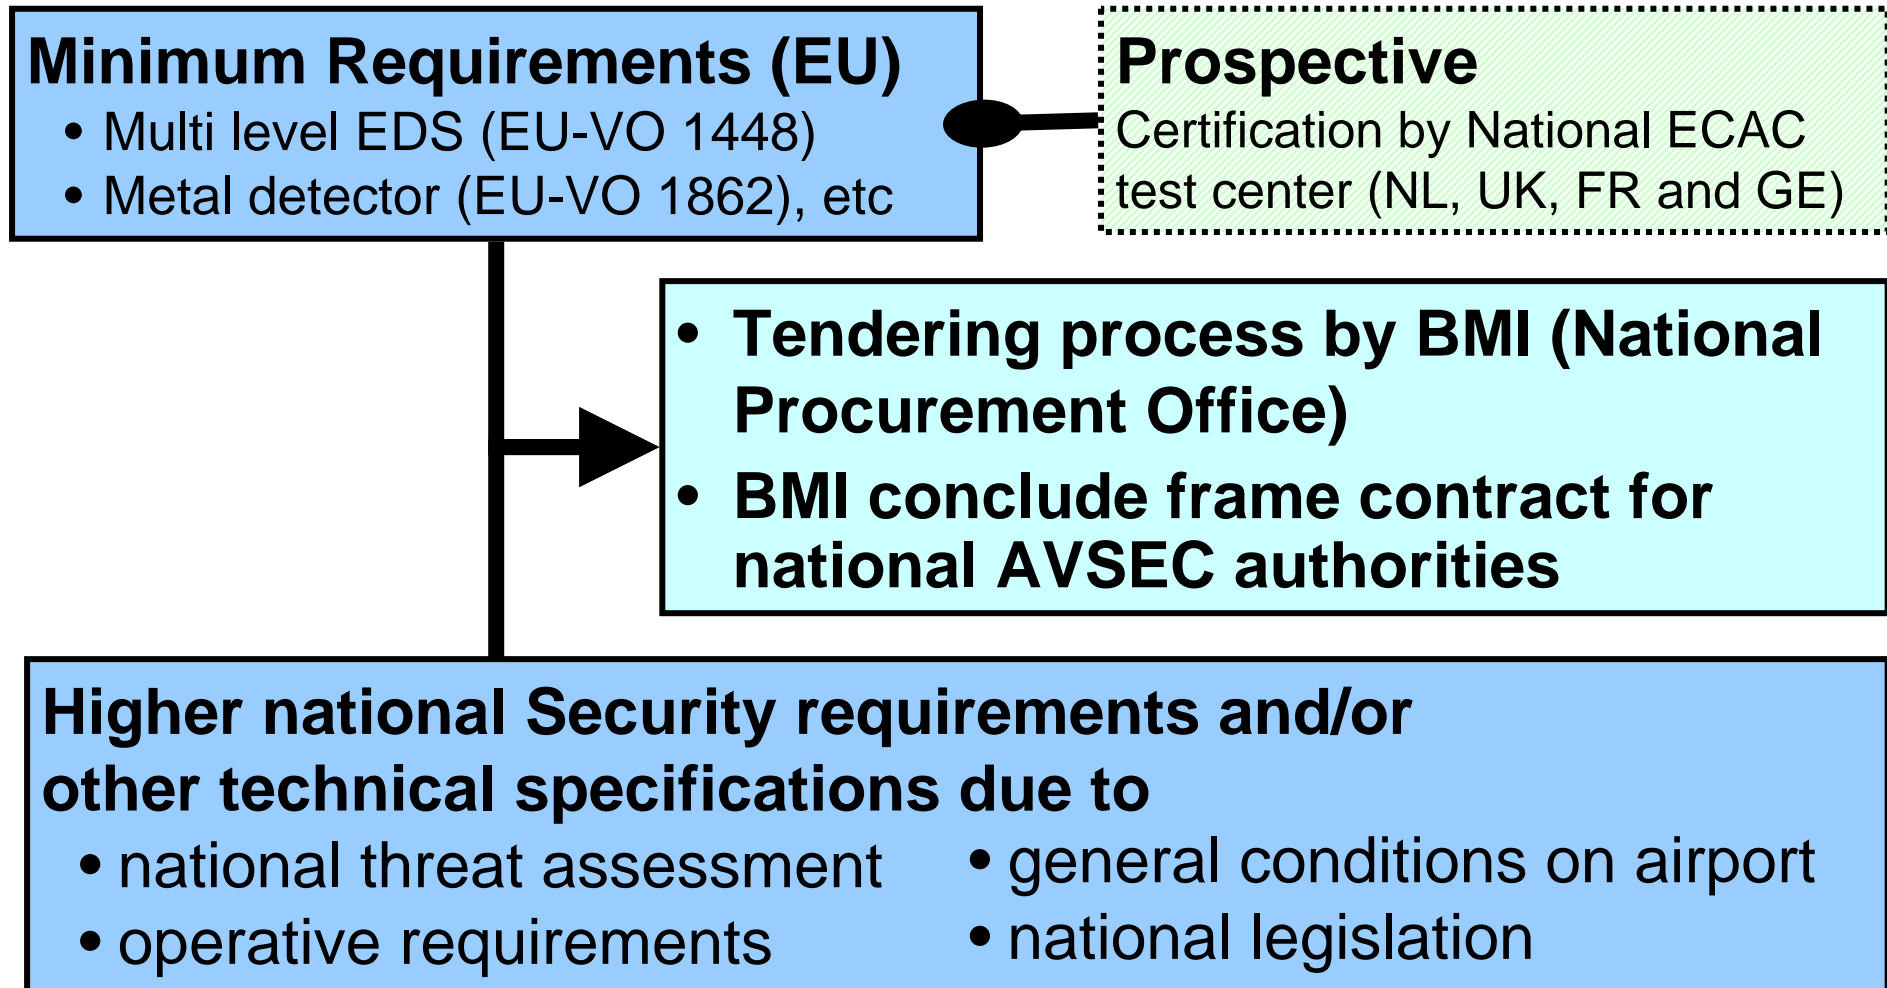 Minimum Requirements (EU)
• Multi level EDS (EU-VO 1448)
• Metal detector (EU-VO 1862), etc
Prospective
Certification by National ECAC
test center (NL, UK, FR and GE)
• Tendering process by BMI (National
Procurement Office)
• BMI conclude frame contract for
national AVSEC authorities
Higher national Security requirements and/or
other technical specifications due to
• national threat assessment
• operative requirements
• general conditions on airport
• national legislation